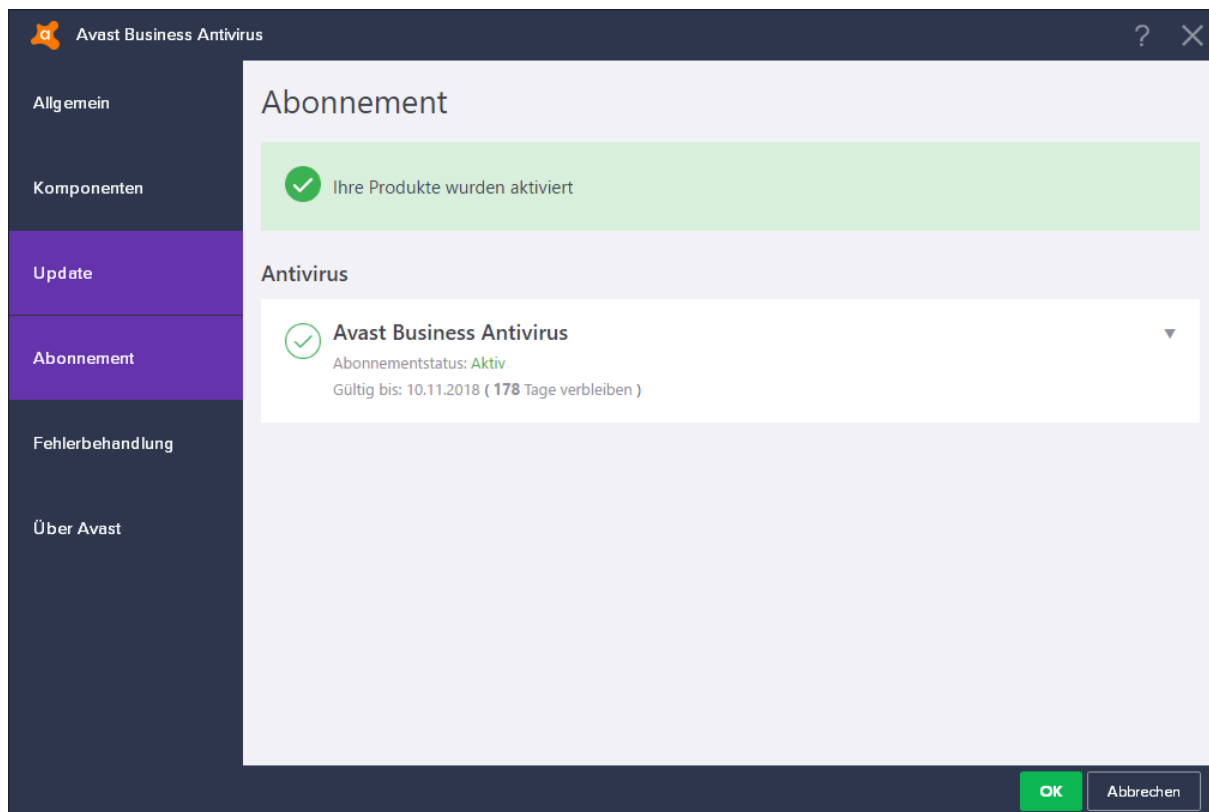 Avast Business Antivirus
?
Allgemein
Komponenten
Update
Abonnement
Fehlerbehandlung
Über Avast
Abonnement
Ihre Produkte wurden aktiviert
Antivirus
Avast Business Antivirus
Abonnementstatus: Aktiv
Gültig bis: 10.11.2018 ( 178 Tage verbleiben )
OK
Abbrechen